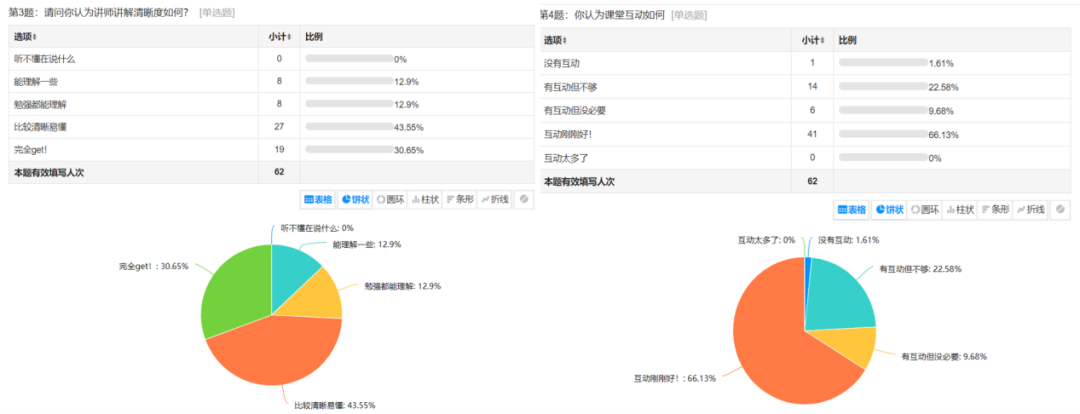 第3题：请问你认为讲师讲解清晰度如何? [单选题]
选项 小计 比例
听不懂在说什么 0 0%
能理解一些 8 12.9%
勉强都能理解 8 12.9%
比较清晰易懂 27 43.55%
完全get! 19 30.65%
本题有效填写人次 62
表格 饼状 圆环 柱状 条形 折线
听不懂在说什么: 0%
能理解一些: 12.9%
完全get! : 30.65%
勉强都能理解: 12.9%
比较清晰易懂: 43.55%
第4题：你认为课堂互动如何 [单选题]
选项 小计 比例
没有互动 1 1.61%
有互动但不够 14 22.58%
有互动但没必要 6 9.68%
互动刚刚好! 41 66.13%
互动太多了 0 0%
本题有效填写人次 62
表格 饼状 圆环 柱状 条形 折线
互动太多了: 0%
没有互动: 1.61%
有互动但不够: 22.58%
有互动但没必要: 9.68%
互动刚刚好! : 66.13%